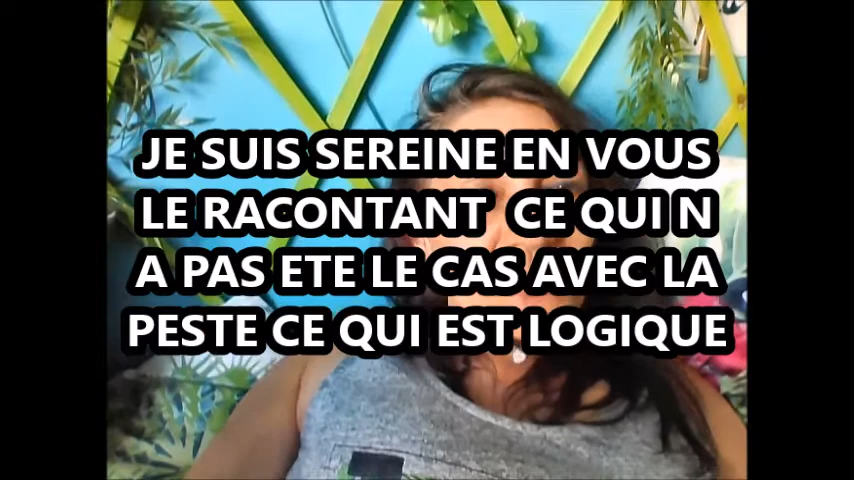 JE SUIS SEREINE EN VOUS
LE RACONTANT CE QUI N
A PAS ETE LE CAS AVEC LA
PESTE CE QUI EST LOGIQUE